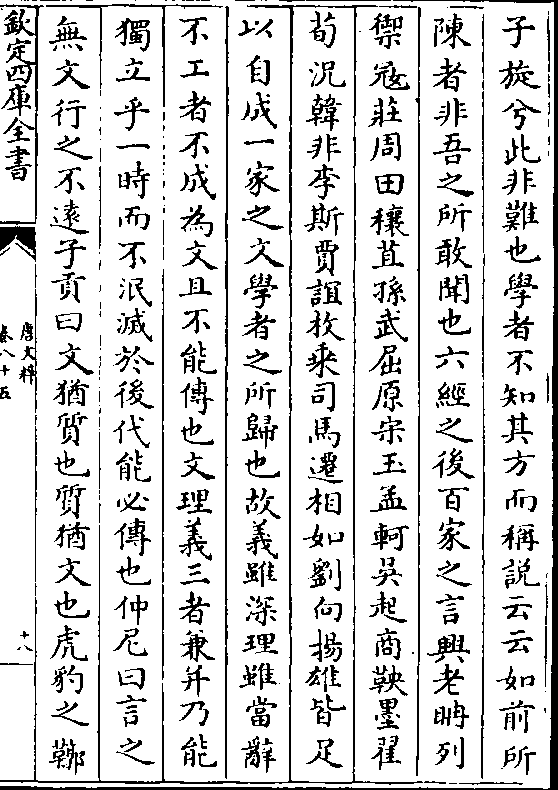 子旋兮此非難也學者不知其方而稱說云云如前所
陳者非吾之所敢聞也六經之後百家之言興老聃列
禦寇莊周田穰苴孫武屈原宋玉孟軻吳起商鞅墨翟
荀況韓非李斯賈誼枚乘司馬遷相如劉向揚雄皆足
以自成一家之文學者之所歸也故義雖深理雖當辭
不工者不成為文且不能傳也文理義三者兼并乃能
獨立乎一時而不泯滅於後代能必傳也仲尼曰言之
無文行之不遠子貢曰文猶質也質猶文也虎豹之鞹
欽定四庫全書
唐文粹
卷八十五
十八